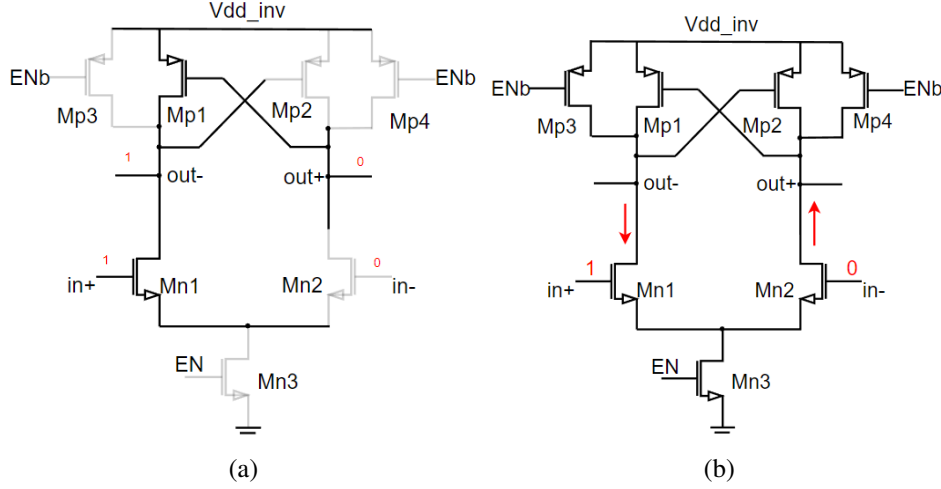 Vdd_inv
ENb
Mp3
Mp1
Mp2
Mp4
ENb
1
out-
out+
0
1
in+
Mn1
Mn2
0
in-
EN
Mn3
(a)
Vdd_inv
ENb
Mp3
Mp1
Mp2
Mp4
ENb
out-
out+
1
in+
Mn1
Mn2
0
in-
EN
Mn3
(b)